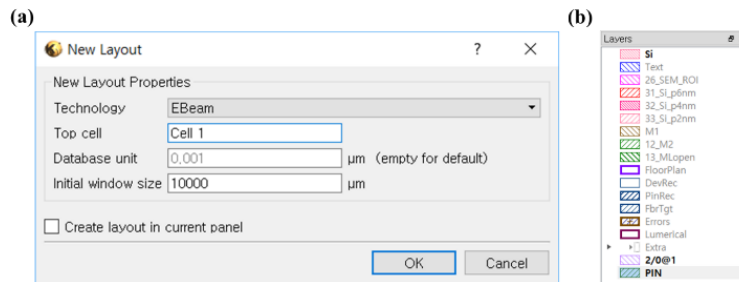 (a)
New Layout ? ×
New Layout Properties
Technology EBeam
Top cell Cell 1
Database unit 0,001 μm (empty for default)
Initial window size 10000 μm
Create layout in current panel
OK Cancel
(b)
Layers
Si
Text
26_SEM_ROI
31_Si_p6nm
32_Si_p4nm
33_Si_p2nm
M1
12_M2
13_MLopen
FloorPlan
DevRec
PinRec
FbrTgt
Errors
Lumerical
Extra
2/0@1
PIN